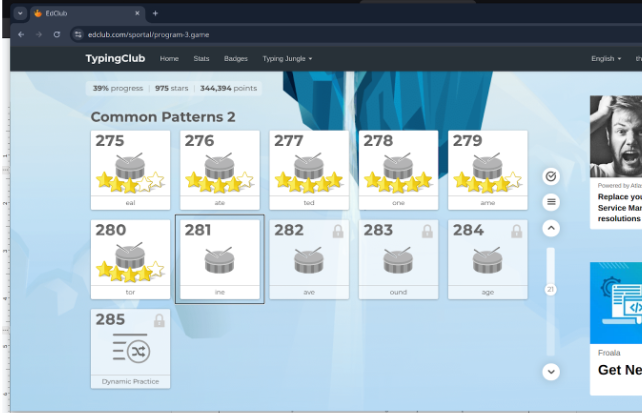 EdClub
edclub.com/sportal/program-3.game
TypingClub Home Stats Badges Typing Jungle English
39% progress 975 stars 344,394 points
Common Patterns 2
275 276 277 278 279
eal ate ted one ame
280 281 282 283 284
tor ine ave ound age
285
Dynamic Practice
21
Powered by
Replace you
Service Man
resolutions
Froala
Get Ne